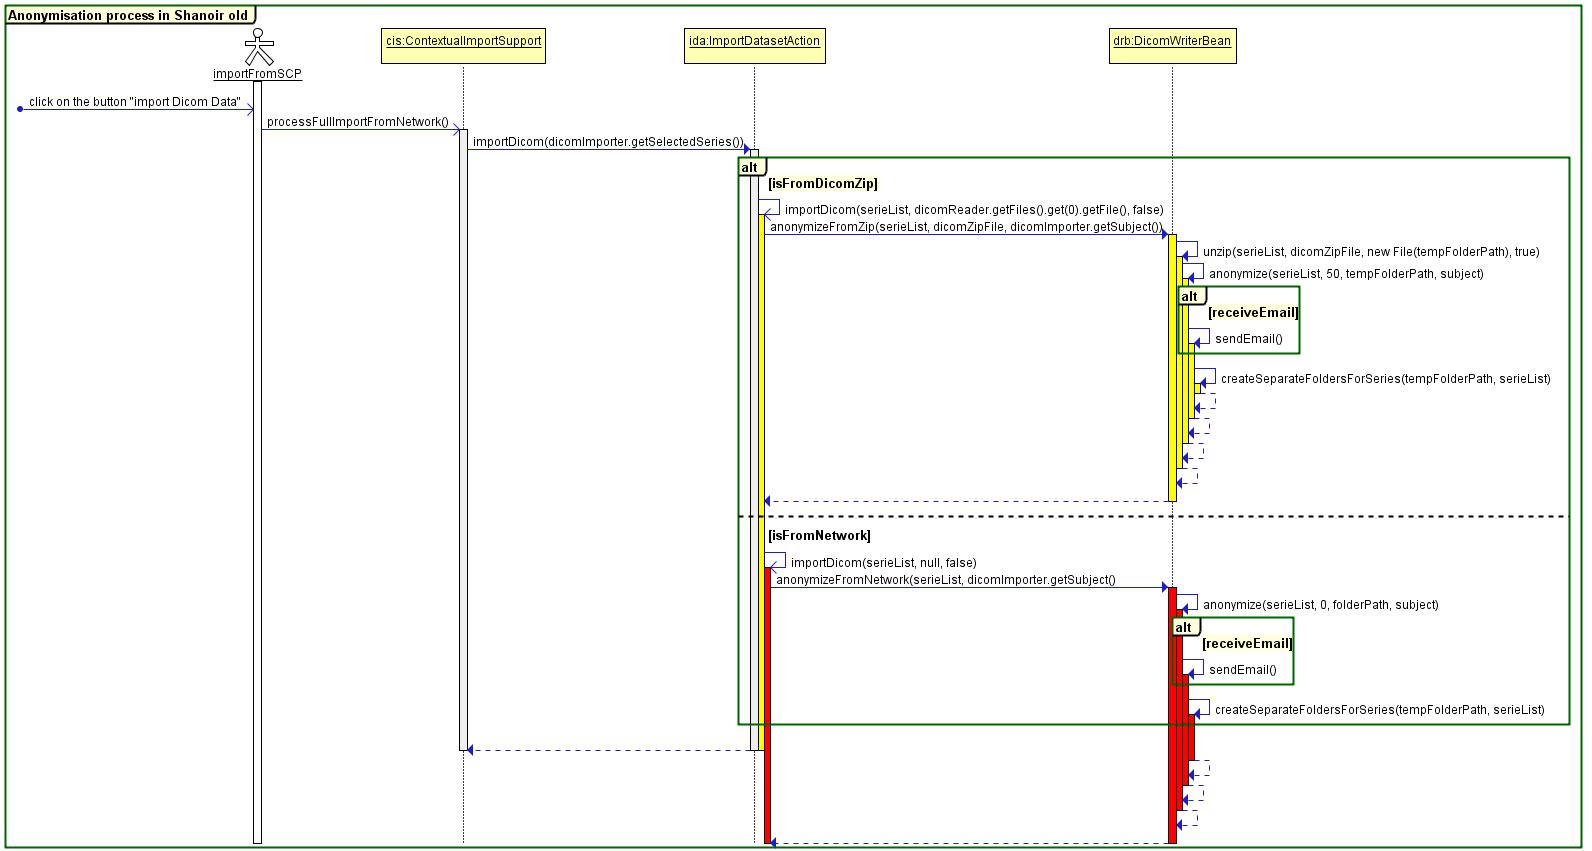 Anonymisation process in Shanoir old
importFromSCP
cis:ContextualImportSupport
ida:ImportDatasetAction
drb:DicomWriterBean
click on the button "import Dicom Data"
processFullImportFromNetwork()
importDicom(dicomImporter.getSelectedSeries())
alt
[isFromDicomZip]
importDicom(serieList, dicomReader.getFiles().get(0).getFile(), false)
anonymizeFromZip(serieList, dicomZipFile, dicomImporter.getSubject())
unzip(serieList, dicomZipFile, new File(tempFolderPath), true)
anonymize(serieList, 50, tempFolderPath, subject)
alt
[receiveEmail]
sendEmail()
createSeparateFoldersForSeries(tempFolderPath, serieList)
[isFromNetwork]
importDicom(serieList, null, false)
anonymizeFromNetwork(serieList, dicomImporter.getSubject()
anonymize(serieList, 0, folderPath, subject)
alt
[receiveEmail]
sendEmail()
createSeparateFoldersForSeries(tempFolderPath, serieList)